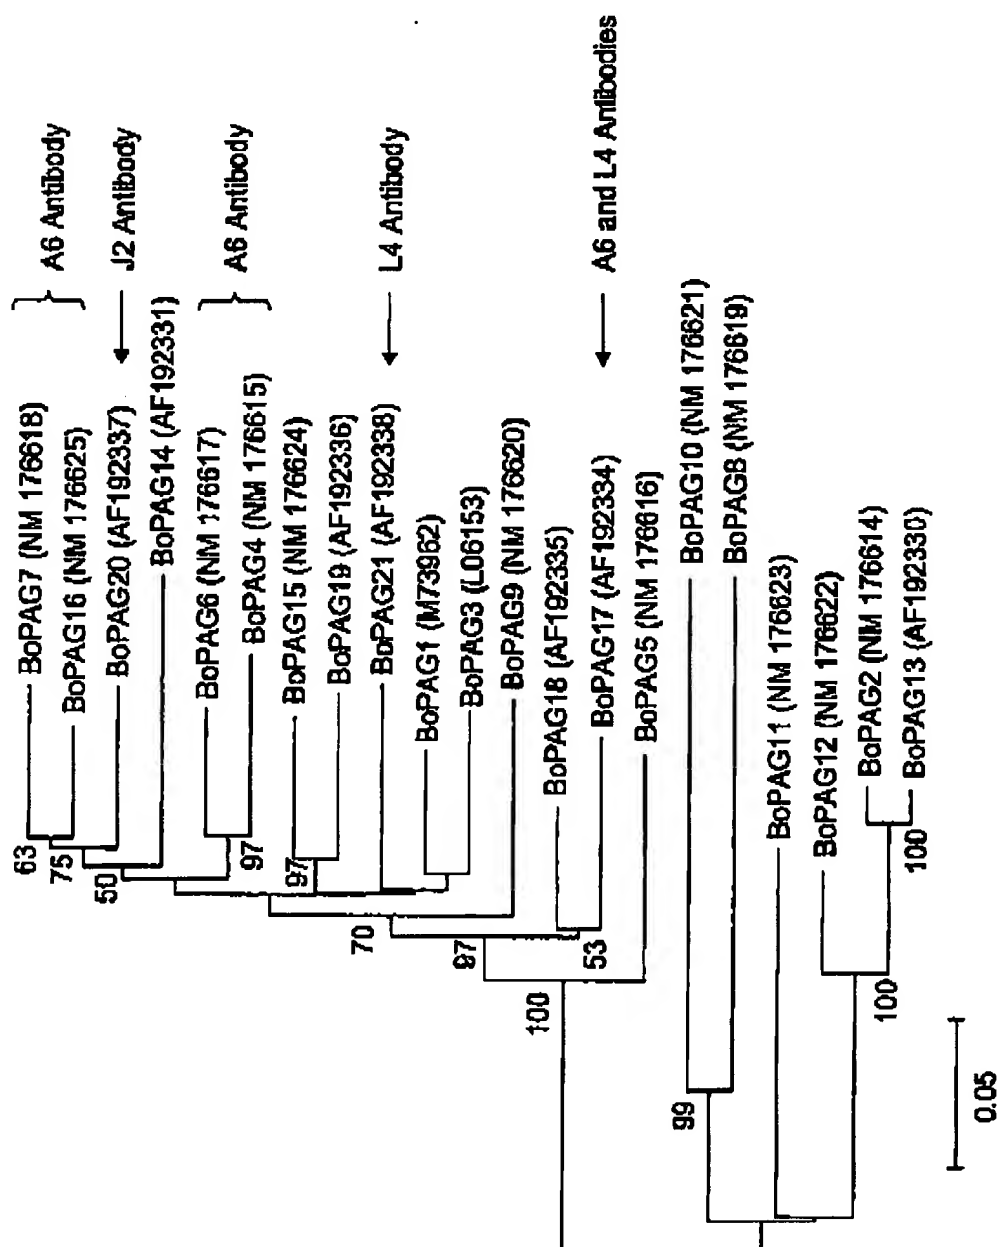 BoPAG7 (NM 176618)
BoPAG16 (NM 176625)
A6 Antibody
BoPAG20 (AF192337)
J2 Antibody
BoPAG14 (AF192331)
BoPAG6 (NM 176617)
BoPAG4 (NM 176615)
A6 Antibody
BoPAG15 (NM 176624)
BoPAG19 (AF192336)
BoPAG21 (AF192338)
L4 Antibody
BoPAG1 (M73962)
BoPAG3 (L06153)
BoPAG9 (NM 176620)
BoPAG18 (AF192335)
BoPAG17 (AF192334)
A6 and L4 Antibodies
BoPAG5 (NM 176616)
BoPAG10 (NM 176621)
BoPAG8 (NM 176619)
BoPAG11 (NM 176623)
BoPAG12 (NM 176622)
BoPAG2 (NM 176614)
BoPAG13 (AF192330)
63
75
50
97
97
70
97
53
100
99
100
100
0.05